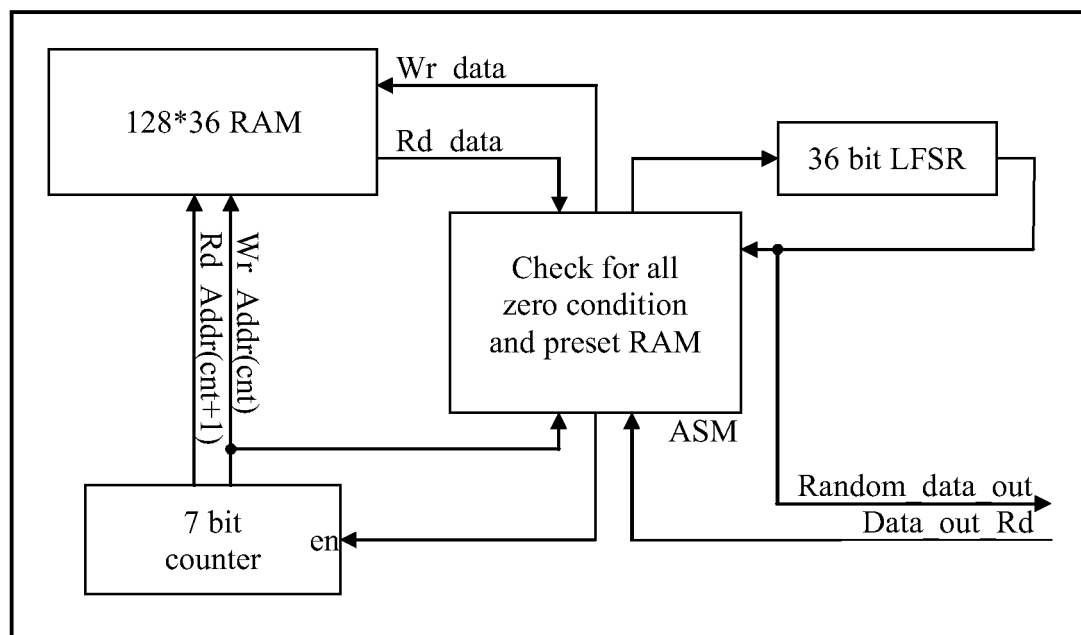 Wr_data
128*36 RAM
Rd_data
36 bit LFSR
Rd_Addr(cnt+1)
Wr_Addr(cnt)
Check for all
zero condition
and preset RAM
ASM
Random_data_out
Data_out_Rd
7 bit
counter
en